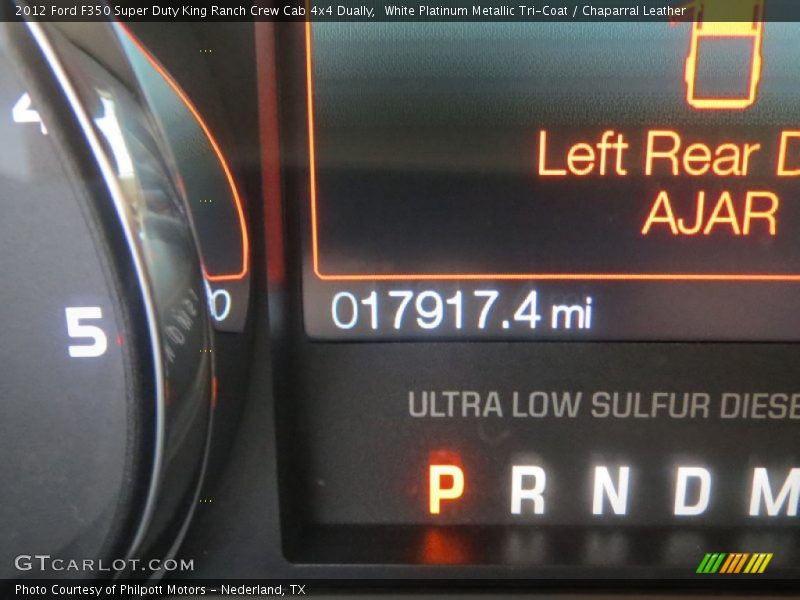 2012 Ford F350 Super Duty King Ranch Crew Cab 4x4 Dually,  White Platinum Metallic Tri-Coat / Chaparral Leather
4
Left Rear D
AJAR
0
017917.4 mi
5
ULTRA LOW SULFUR DIESE
P R N D M
GTCARLOT.COM
Photo Courtesy of Philpott Motors - Nederland, TX